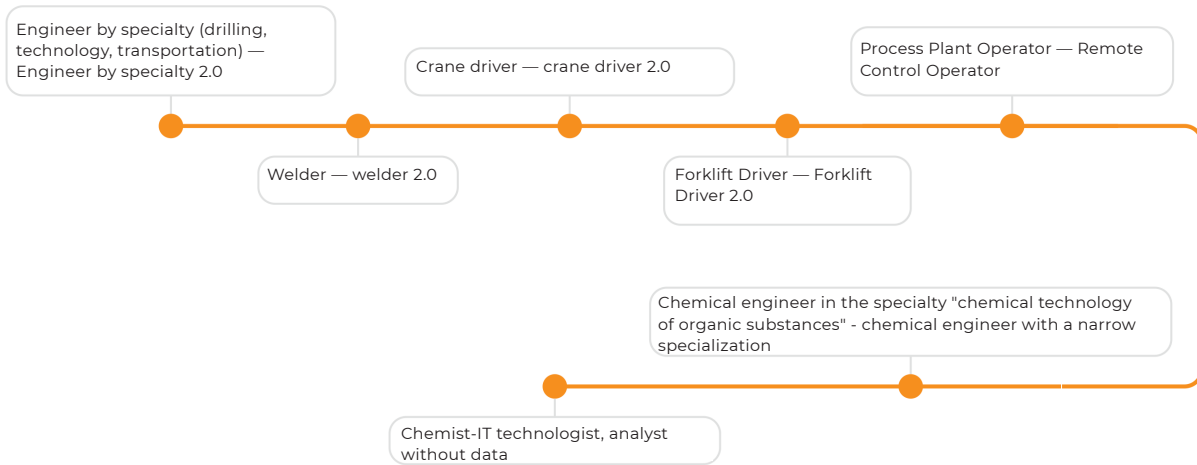 Engineer by specialty (drilling,
technology, transportation) —
Engineer by specialty 2.0
Crane driver — crane driver 2.0
Process Plant Operator — Remote
Control Operator
Welder — welder 2.0
Forklift Driver — Forklift
Driver 2.0
Chemical engineer in the specialty "chemical technology
of organic substances" - chemical engineer with a narrow
specialization
Chemist-IT technologist, analyst
without data